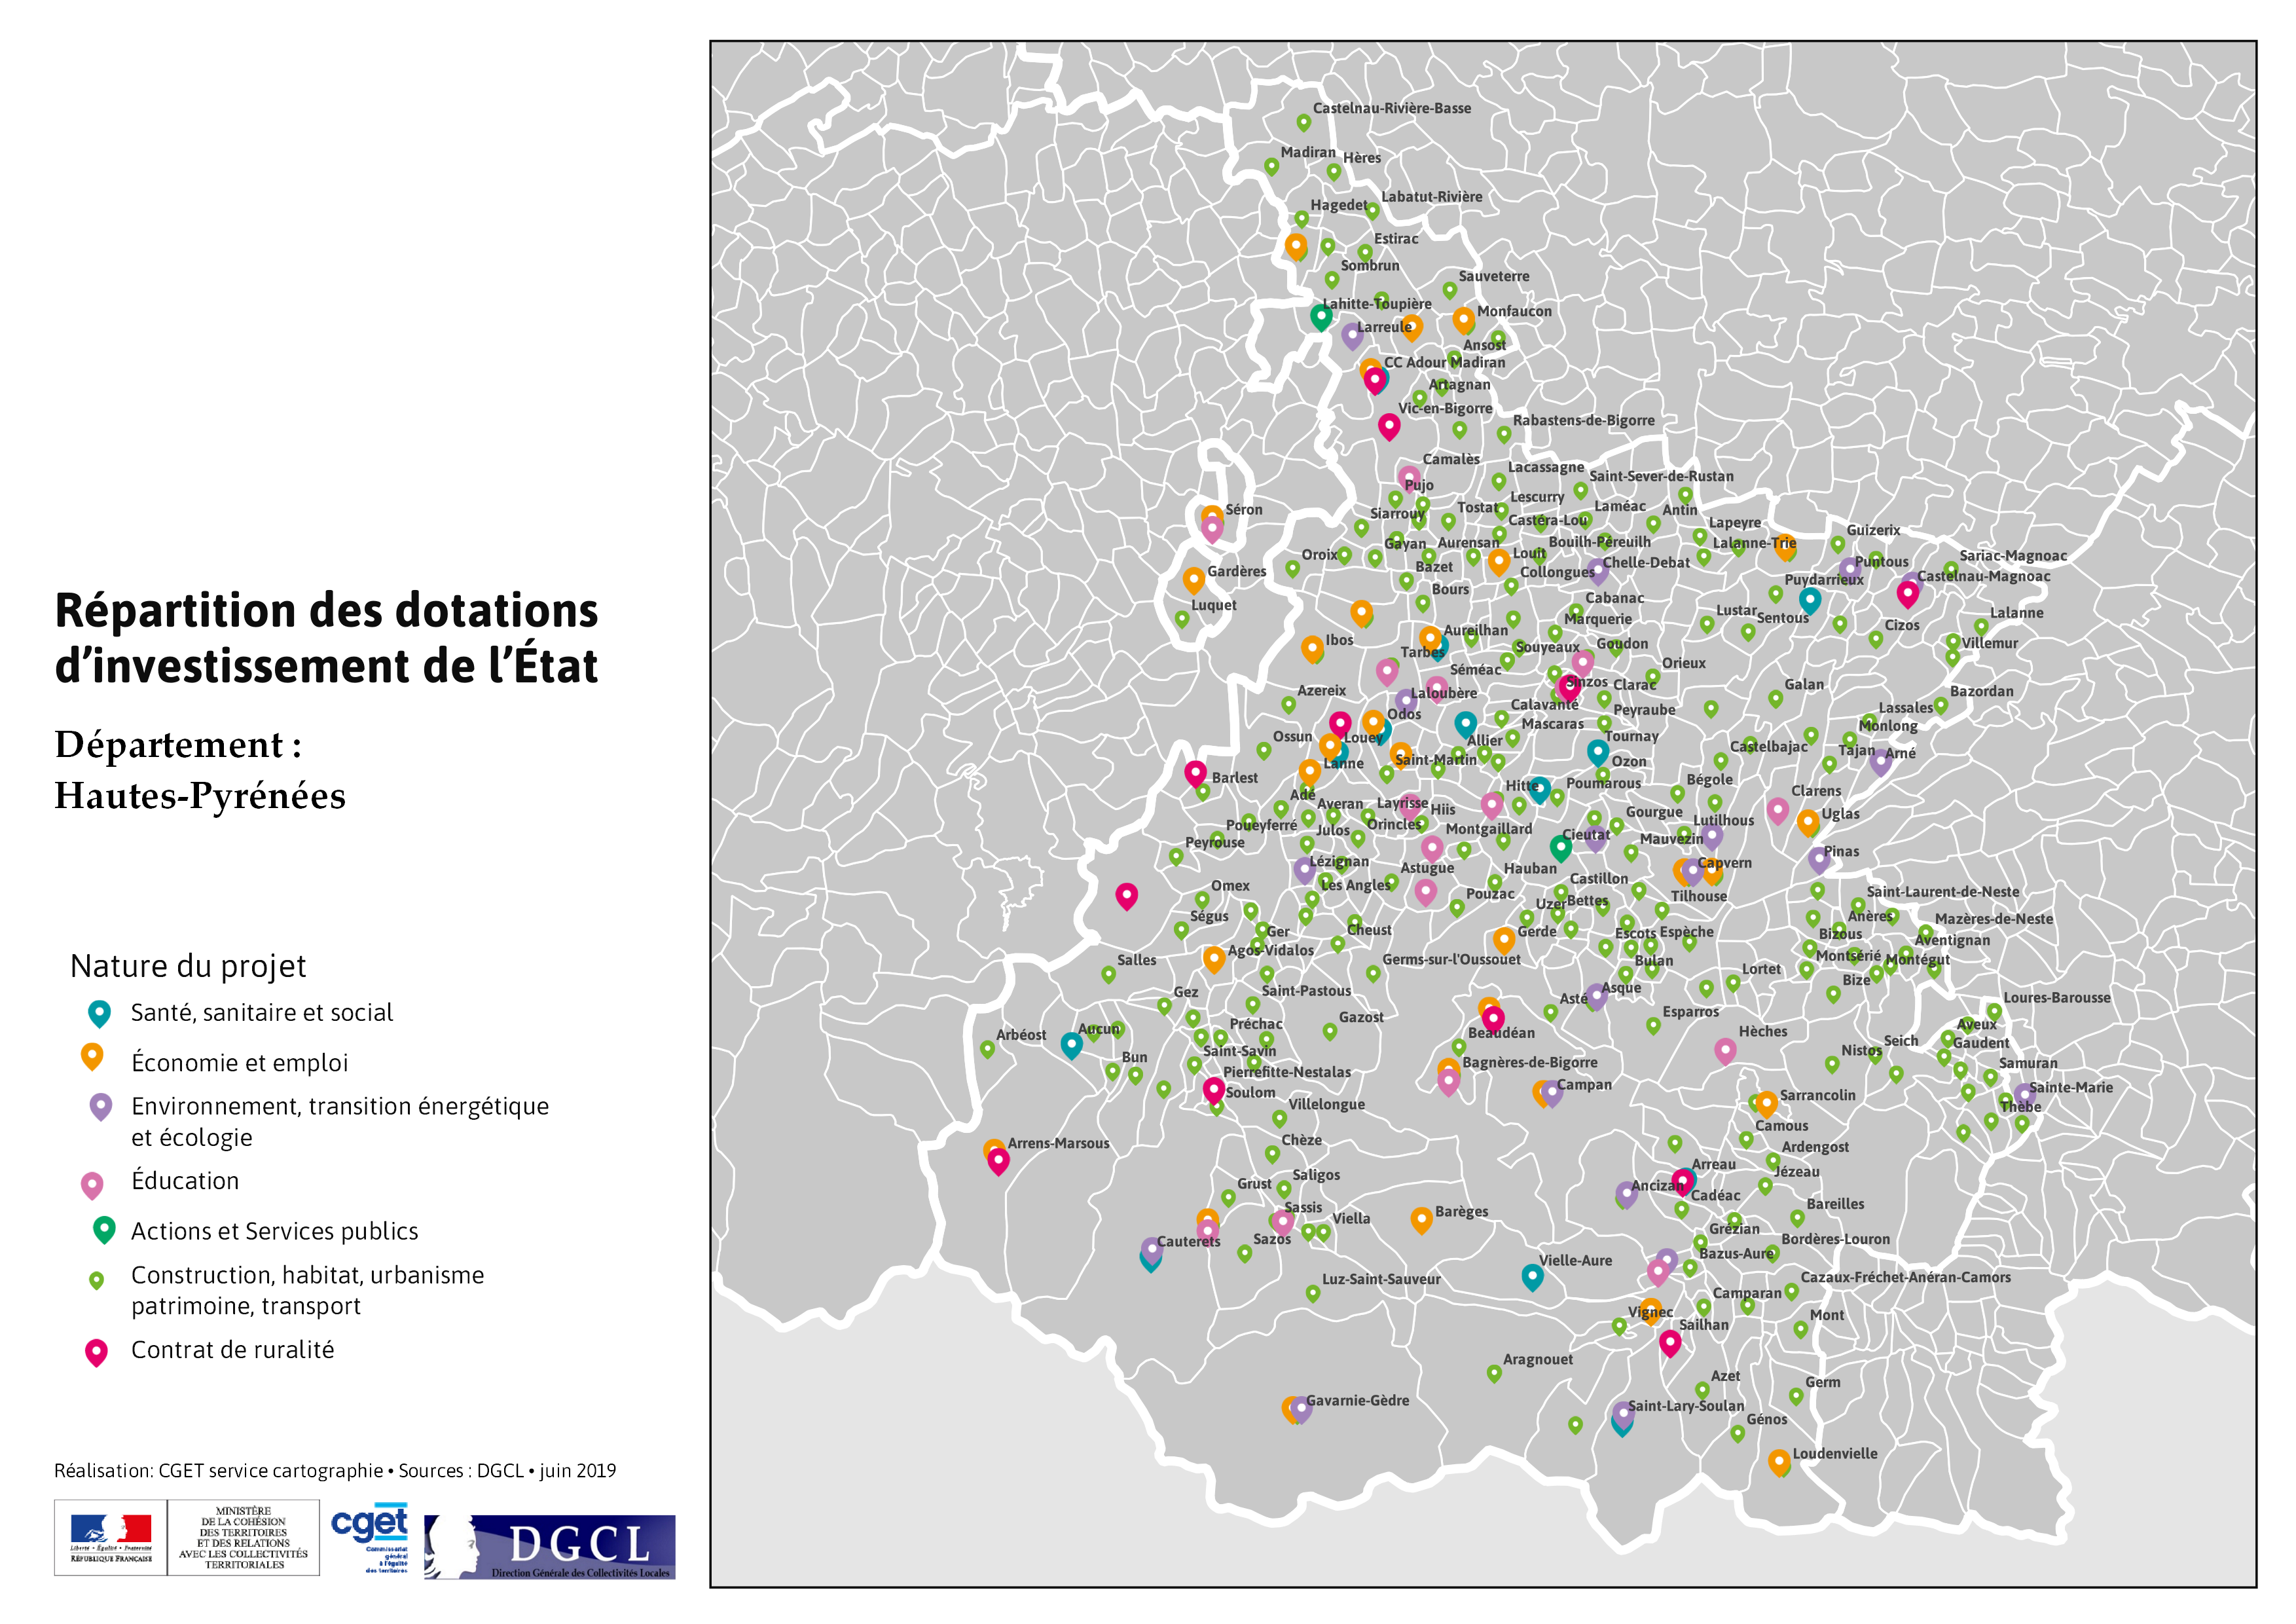 Répartition des dotations
d’investissement de l’État
Département :
Hautes-Pyrénées
Nature du projet
Santé, sanitaire et social
Économie et emploi
Environnement, transition énergétique
et écologie
Éducation
Actions et Services publics
Construction, habitat, urbanisme
patrimoine, transport
Contrat de ruralité
Réalisation: CGET service cartographie • Sources : DGCL • juin 2019
Liberté • Égalité • Fraternité
RÉPUBLIQUE FRANÇAISE
MINISTÈRE
DE LA COHÉSION
DES TERRITOIRES
ET DES RELATIONS
AVEC LES COLLECTIVITÉS
TERRITORIALES
cget
Commissariat
général
à l'égalité
des territoires
DGCL
Direction Générale des Collectivités Locales
Castelnau-Rivière-Basse
Madiran
Hères
Labatut-Rivière
Hagedet
Estirac
Sombrun
Sauveterre
Lahitte-Toupière
Monfaucon
Larreule
Ansost
CC Adour Madiran
Artagnan
Vic-en-Bigorre
Rabastens-de-Bigorre
Camalès
Lacassagne
Saint-Sever-de-Rustan
Pujo
Lescurry
Séron
Siarrouy
Tostat
Laméac
Antin
Castéra-Lou
Lapeyre
Guizerix
Oroix
Gayan
Aurensan
Bouilh-Péreuilh
Lalanne-Trie
Louit
Sariac-Magnoac
Puntous
Chelle-Debat
Gardères
Bazet
Collongues
Puydarrieux
Castelnau-Magnoac
Bours
Cabanac
Luquet
Lustar
Sentous
Lalanne
Marquerie
Cizos
Aureilhan
Ibos
Villemur
Tarbes
Souyeaux
Goudon
Séméac
Orieux
Sinzos
Clarac
Galan
Azereix
Laloubère
Bazordan
Calavanté
Peyraube
Lassales
Odos
Mascaras
Monlong
Ossun
Louey
Allier
Tournay
Castelbajac
Tajan
Arné
Lanne
Saint-Martin
Ozon
Barlest
Hitte
Poumarous
Bégole
Clarens
Adé
Averan
Layrisse
Hiis
Gourgue
Uglas
Poueyferré
Julos
Orincles
Montgaillard
Lutilhous
Peyrouse
Cieutat
Mauvezin
Pinas
Lézignan
Astugue
Hauban
Capvern
Omex
Les Angles
Castillon
Pouzac
Uzer
Bettes
Tilhouse
Saint-Laurent-de-Neste
Ségus
Ger
Cheust
Gerde
Escots
Espèche
Anères
Mazères-de-Neste
Bizous
Agos-Vidalos
Aventignan
Salles
Germs-sur-l'Oussouet
Bulan
Montsérié
Montégut
Lortet
Bize
Gez
Saint-Pastous
Asté
Asque
Loures-Barousse
Esparros
Arbéost
Aucun
Préchac
Gazost
Beaudéan
Hèches
Aveux
Seich
Gaudent
Bun
Saint-Savin
Nistos
Pierrefitte-Nestalas
Bagnères-de-Bigorre
Samuran
Soulom
Campan
Sainte-Marie
Sarrancolin
Villelongue
Thèbe
Camous
Arrens-Marsous
Chèze
Ardengost
Arreau
Jézeau
Saligos
Grust
Ancizan
Cadéac
Sassis
Viella
Barèges
Bareilles
Grézian
Cauterets
Sazos
Bordères-Louron
Bazus-Aure
Vielle-Aure
Luz-Saint-Sauveur
Cazaux-Fréchet-Anéran-Camors
Camparan
Vignec
Mont
Sailhan
Aragnouet
Azet
Germ
Gavarnie-Gèdre
Saint-Lary-Soulan
Génos
Loudenvielle